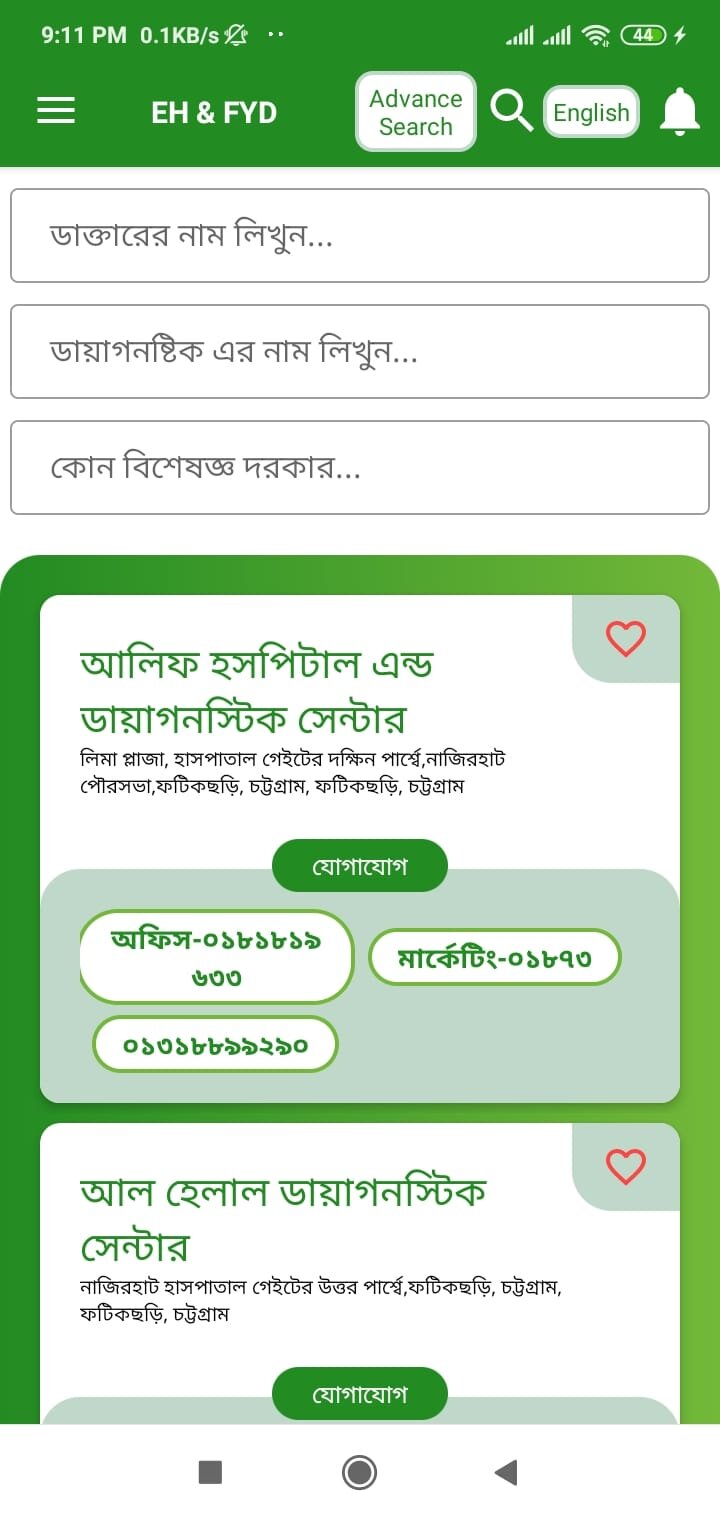 9:11 PM 0.1KB/s ..
44
EH & FYD
Advance
Search
English
ডাক্তারের নাম লিখুন...
ডায়াগনষ্টিক এর নাম লিখুন...
কোন বিশেষজ্ঞ দরকার...
আলিফ হসপিটাল এন্ড
ডায়াগনস্টিক সেন্টার
লিমা প্লাজা, হাসপাতাল গেইটের দক্ষিন পার্শ্বে,নাজিরহাট
পৌরসভা,ফটিকছড়ি, চট্টগ্রাম, ফটিকছড়ি, চট্টগ্রাম
যোগাযোগ
অফিস-০১৮১৮১৯
৬৩৩
মার্কেটিং-০১৮৭৩
০১৩১৮৮৯৯২৯০
আল হেলাল ডায়াগনস্টিক
সেন্টার
নাজিরহাট হাসপাতাল গেইটের উত্তর পার্শ্বে,ফটিকছড়ি, চট্টগ্রাম,
ফটিকছড়ি, চট্টগ্রাম
যোগাযোগ